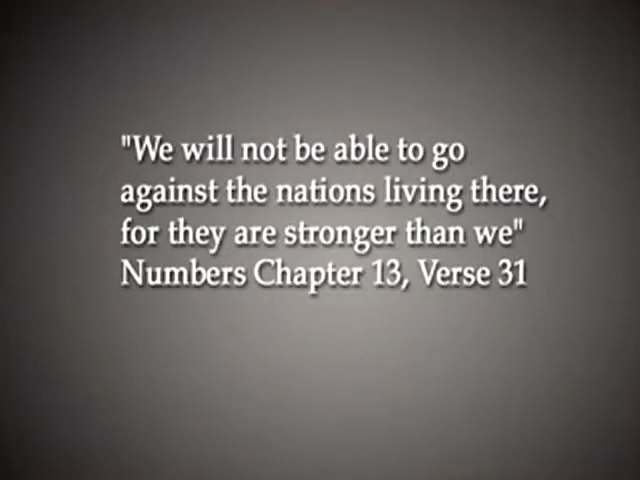 "We will not be able to go
against the nations living there,
for they are stronger than we"
Numbers Chapter 13, Verse 31